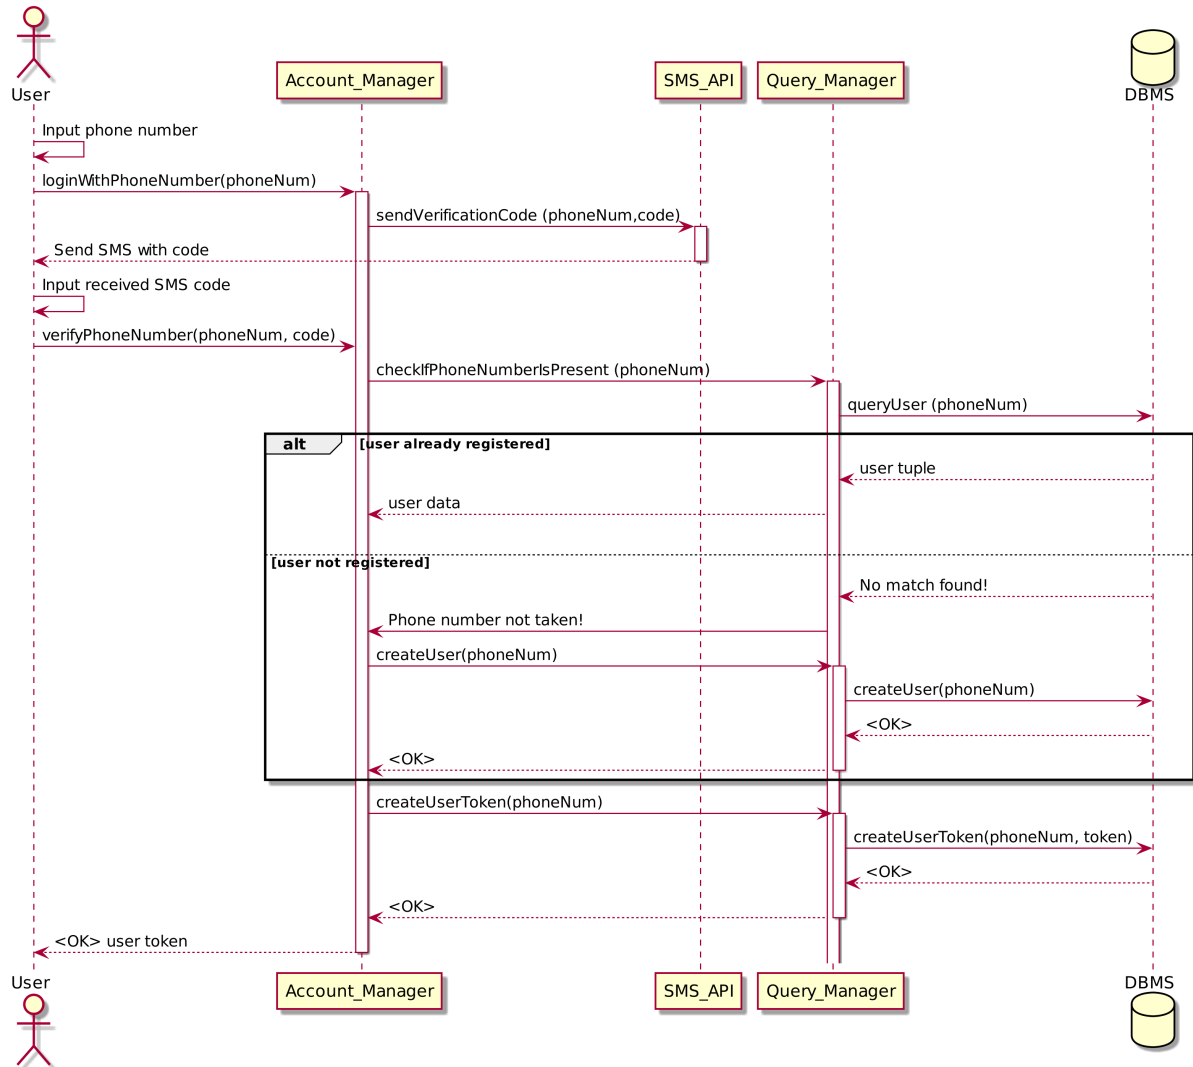 User
Account_Manager
SMS_API
Query_Manager
DBMS
Input phone number
loginWithPhoneNumber(phoneNum)
sendVerificationCode (phoneNum,code)
Send SMS with code
Input received SMS code
verifyPhoneNumber(phoneNum, code)
checkIfPhoneNumberIsPresent (phoneNum)
queryUser (phoneNum)
alt
[user already registered]
user tuple
user data
[user not registered]
No match found!
Phone number not taken!
createUser(phoneNum)
createUser(phoneNum)
<OK>
<OK>
createUserToken(phoneNum)
createUserToken(phoneNum, token)
<OK>
<OK>
<OK> user token
User
Account_Manager
SMS_API
Query_Manager
DBMS